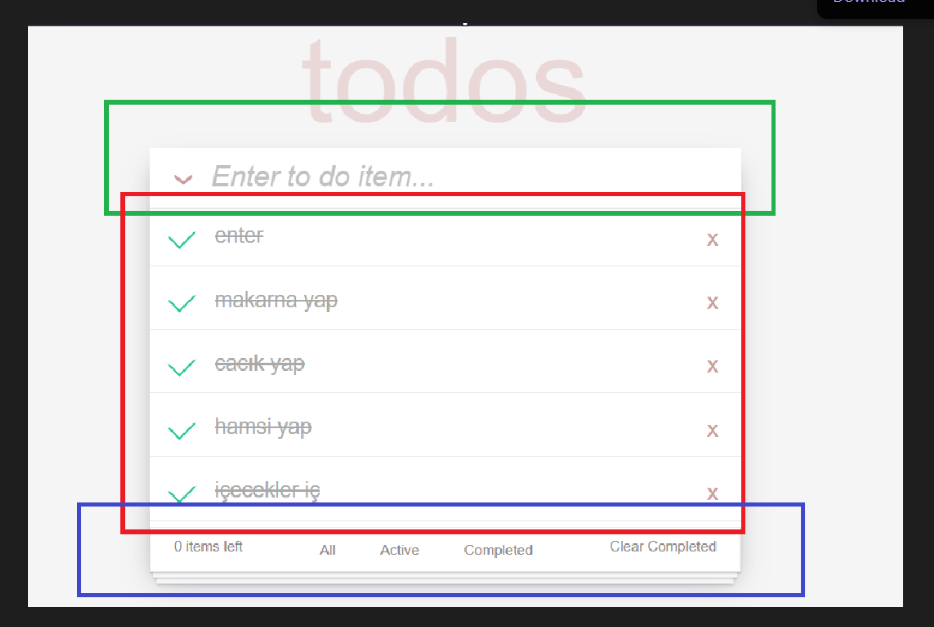 todos
Enter to do item...
enter
x
makarna yap
x
cacık yap
x
hamsi yap
x
içecekler iç
x
0 items left
All
Active
Completed
Clear Completed